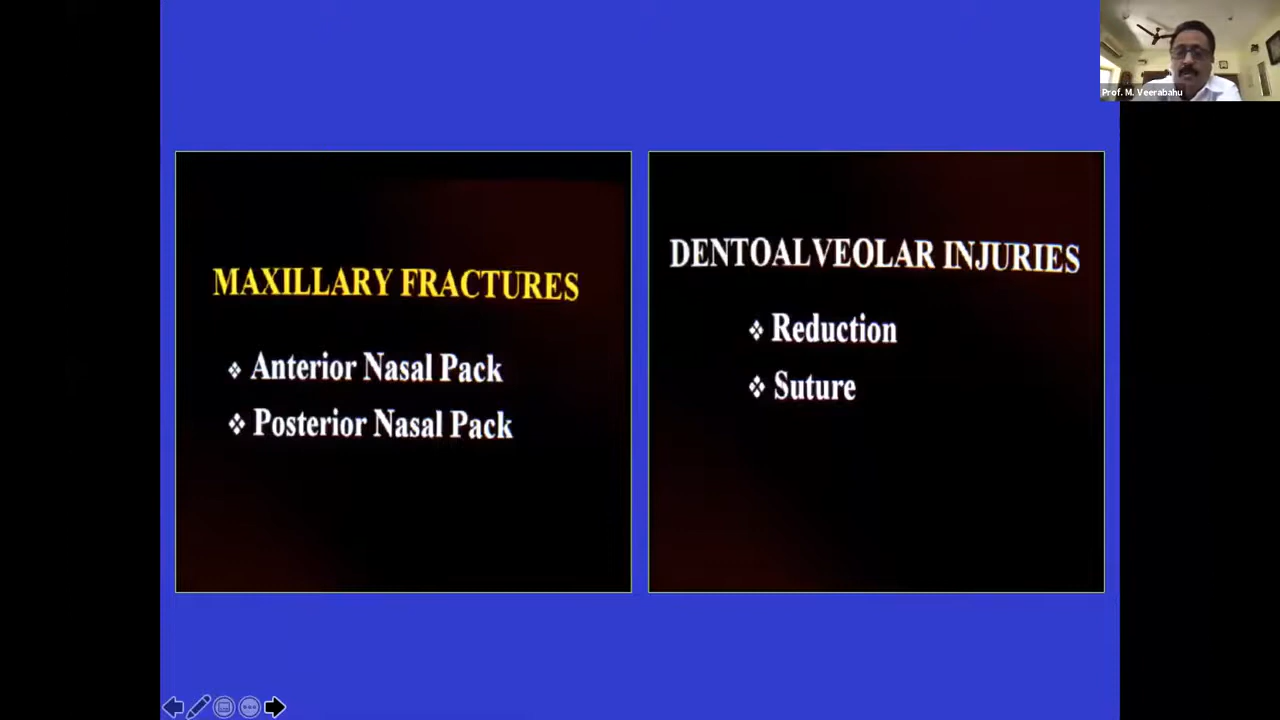 Prof. M. Veerabahu
MAXILLARY FRACTURES
❖ Anterior Nasal Pack
❖ Posterior Nasal Pack
DENTOALVEOLAR INJURIES
❖ Reduction
❖ Suture